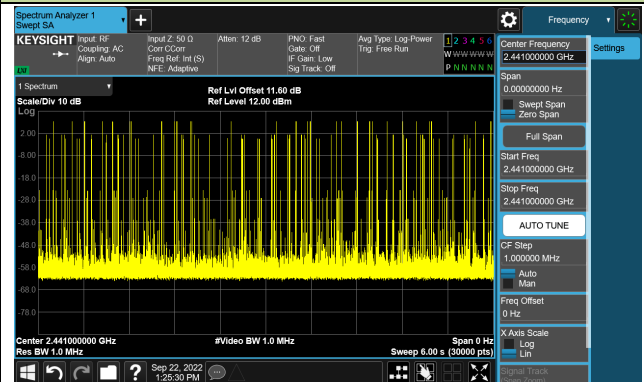 Spectrum Analyzer 1
Swept SA
Frequency
KEYSIGHT
Input: RF
Coupling: AC
Align: Auto
Input Z: 50 Ω
Corr CCorr
Freq Ref: Int (S)
NFE: Adaptive
Atten: 12 dB
PNO: Fast
Gate: Off
IF Gain: Low
Sig Track: Off
Avg Type: Log-Power
Trig: Free Run
1 2 3 4 5 6
W W W W W W
P N N N N N
LXI
1 Spectrum
Scale/Div 10 dB
Ref Lvl Offset 11.60 dB
Ref Level 12.00 dBm
Log
2.00
-8.00
-18.0
-28.0
-38.0
-48.0
-58.0
-68.0
-78.0
Center 2.441000000 GHz
Res BW 1.0 MHz
#Video BW 1.0 MHz
Span 0 Hz
Sweep 6.00 s (30000 pts)
Center Frequency
2.441000000 GHz
Settings
Span
0.00000000 Hz
Swept Span
Zero Span
Full Span
Start Freq
2.441000000 GHz
Stop Freq
2.441000000 GHz
AUTO TUNE
CF Step
1.000000 MHz
Auto
Man
Freq Offset
0 Hz
X Axis Scale
Log
Lin
Signal Track
(Span Zoom)
Sep 22, 2022
1:25:30 PM